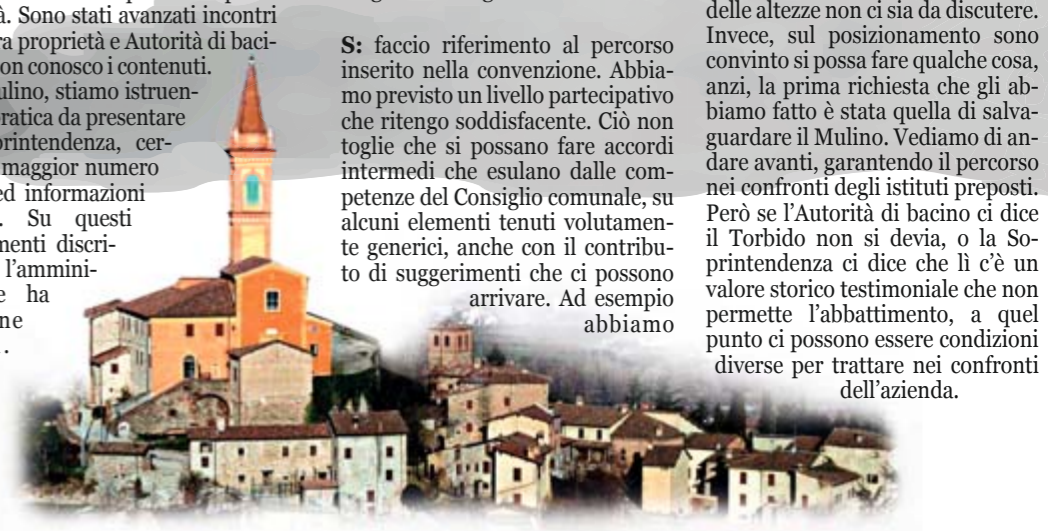 à. Sono stati avanzati incontri
ra proprietà e Autorità di baci-
on conosco i contenuti.
ulino, stiamo istruen-
pratica da presentare
printendenza, cer-
maggior numero
ed informazioni
. Su questi
menti discri-
l'ammini-
e ha
ne
.
S: faccio riferimento al percorso
inserito nella convenzione. Abbia-
mo previsto un livello partecipativo
che ritengo soddisfacente. Ciò non
toglie che si possano fare accordi
intermedi che esulano dalle com-
petenze del Consiglio comunale, su
alcuni elementi tenuti volutamen-
te generici, anche con il contribu-
to di suggerimenti che ci possono
arrivare. Ad esempio
abbiamo
delle altezze non ci sia da discutere.
Invece, sul posizionamento sono
convinto si possa fare qualche cosa,
anzi, la prima richiesta che gli ab-
biamo fatto è stata quella di salva-
guardare il Mulino. Vediamo di an-
dare avanti, garantendo il percorso
nei confronti degli istituti preposti.
Però se l'Autorità di bacino ci dice
il Torbido non si devia, o la So-
printendenza ci dice che lì c'è un
valore storico testimoniale che non
permette l'abbattimento, a quel
punto ci possono essere condizioni
diverse per trattare nei confronti
dell'azienda.